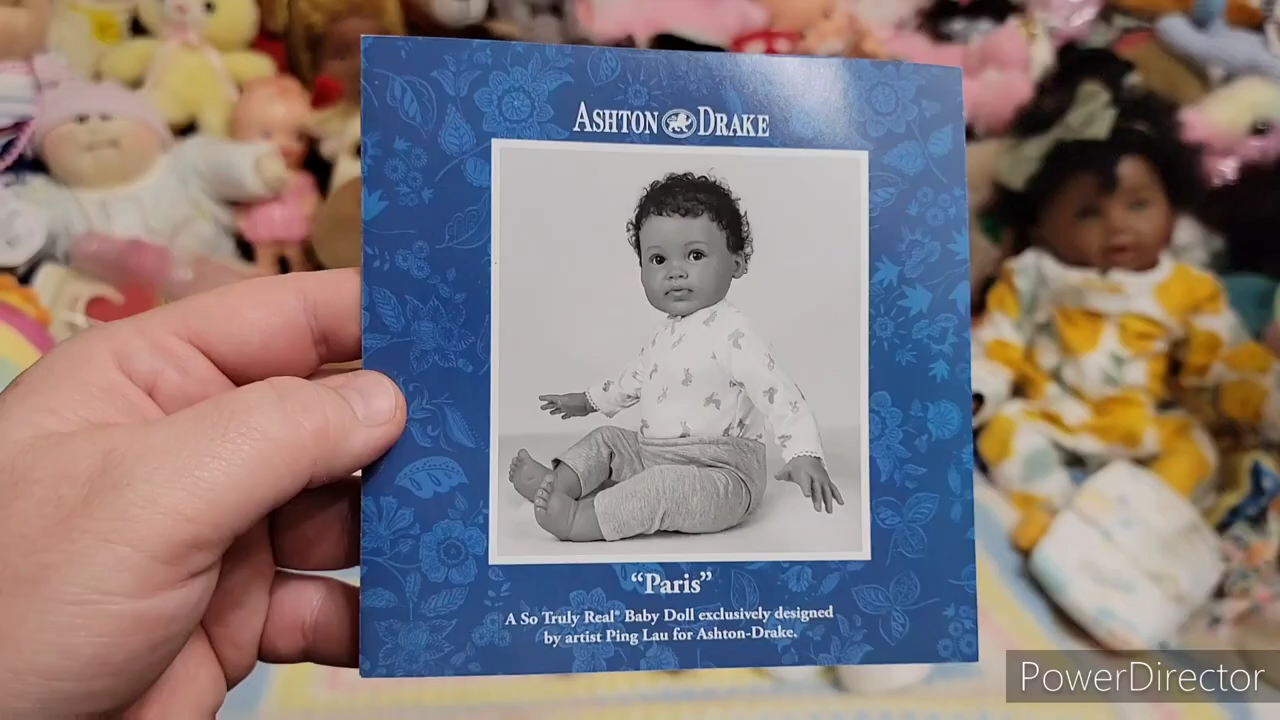 ASHTON DRAKE
“Paris”
A So Truly Real® Baby Doll exclusively designed
by artist Ping Lau for Ashton-Drake.
PowerDirector